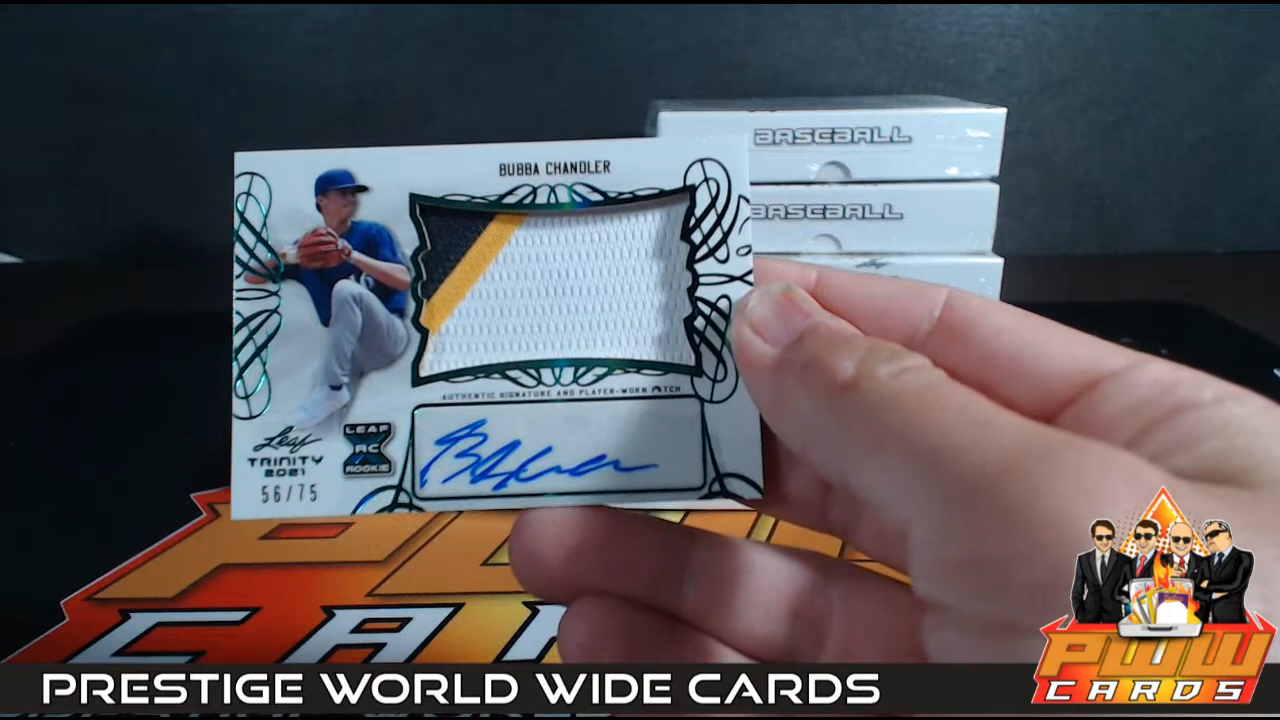 BASEBALL
BASEBALL
Leaf
BUBBA CHANDLER
AUTHENTIC SIGNATURE AND PLAYER-WORN PATCH
Leaf
TRINITY
2021
56/75
LEAF
RC
ROOKIE
PWW
CARDS
PRESTIGE WORLD WIDE CARDS